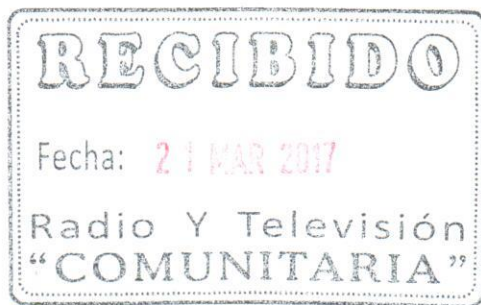 RECIBIDO
Fecha: 21 MAR 2017
Radio Y Televisión
“COMUNITARIA”